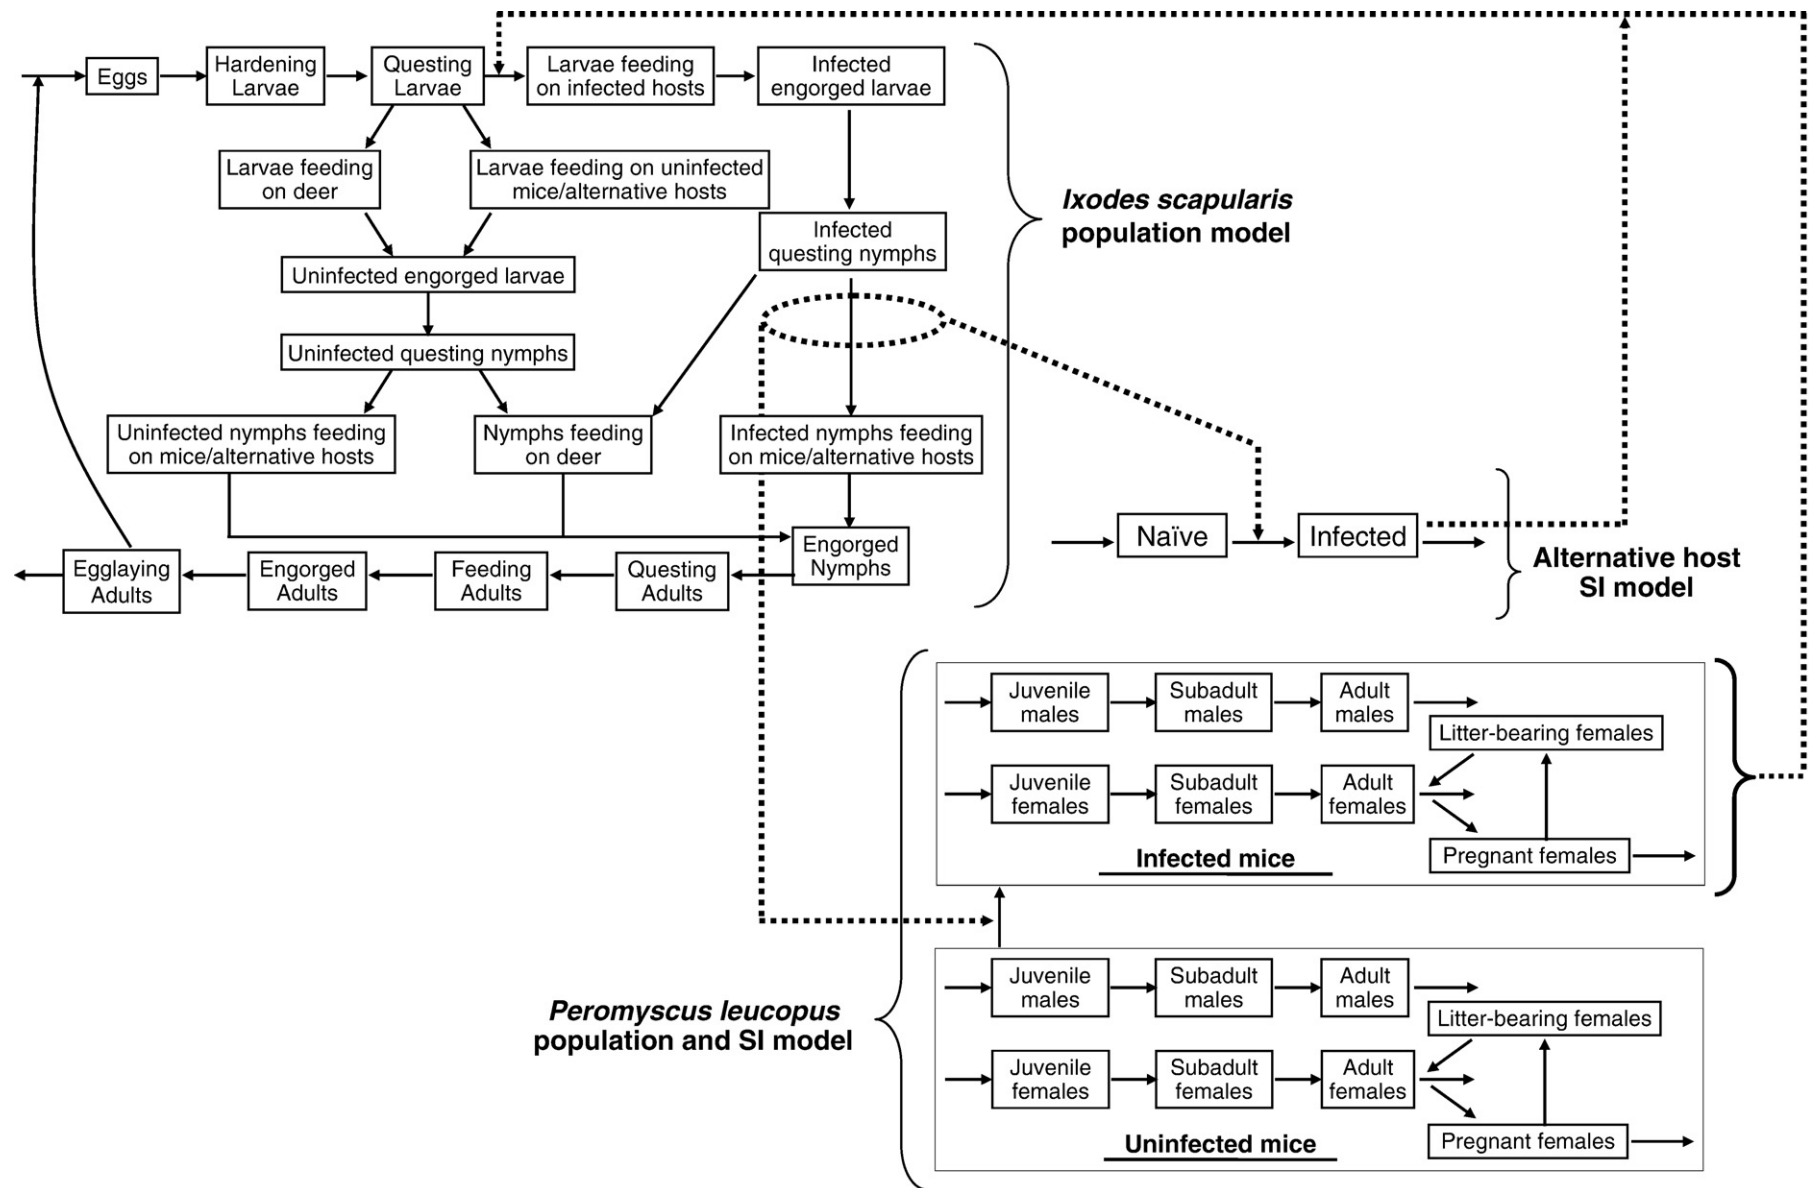 Eggs
Hardening
Larvae
Questing
Larvae
Larvae feeding
on infected hosts
Infected
engorged larvae
Larvae feeding
on deer
Larvae feeding on uninfected
mice/alternative hosts
Infected
questing nymphs
Ixodes scapularis
population model
Uninfected engorged larvae
Uninfected questing nymphs
Uninfected nymphs feeding
on mice/alternative hosts
Nymphs feeding
on deer
Infected nymphs feeding
on mice/alternative hosts
Engorged
Nymphs
Egglaying
Adults
Engorged
Adults
Feeding
Adults
Questing
Adults
Naïve
Infected
Alternative host
SI model
Juvenile
males
Subadult
males
Adult
males
Litter-bearing females
Juvenile
females
Subadult
females
Adult
females
Pregnant females
Infected mice
Peromyscus leucopus
population and SI model
Juvenile
males
Subadult
males
Adult
males
Litter-bearing females
Juvenile
females
Subadult
females
Adult
females
Pregnant females
Uninfected mice